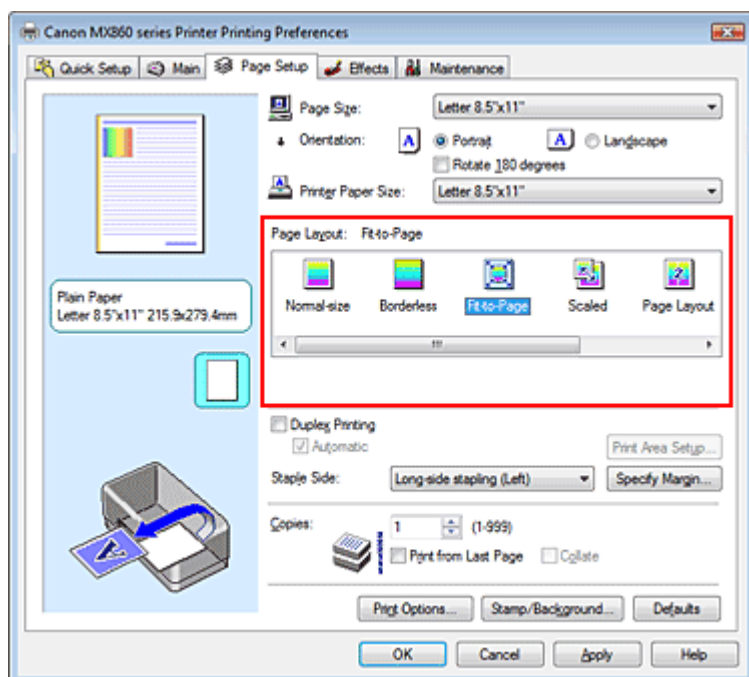 Canon MX860 series Printer Printing Preferences
Quick Setup Main Page Setup Effects Maintenance
Page Size: Letter 8.5"x11"
Orientation: A Portrait A Landscape
Rotate 180 degrees
Printer Paper Size: Letter 8.5"x11"
Page Layout: Fit-to-Page
Normal-size Borderless Fit-to-Page Scaled Page Layout
Plain Paper
Letter 8.5"x11" 215.9x279.4mm
Duplex Printing
Automatic Print Area Setup...
Staple Side: Long-side stapling (Left) Specify Margin...
Copies: 1 (1-999)
Print from Last Page Collate
Print Options... Stamp/Background... Defaults
OK Cancel Apply Help